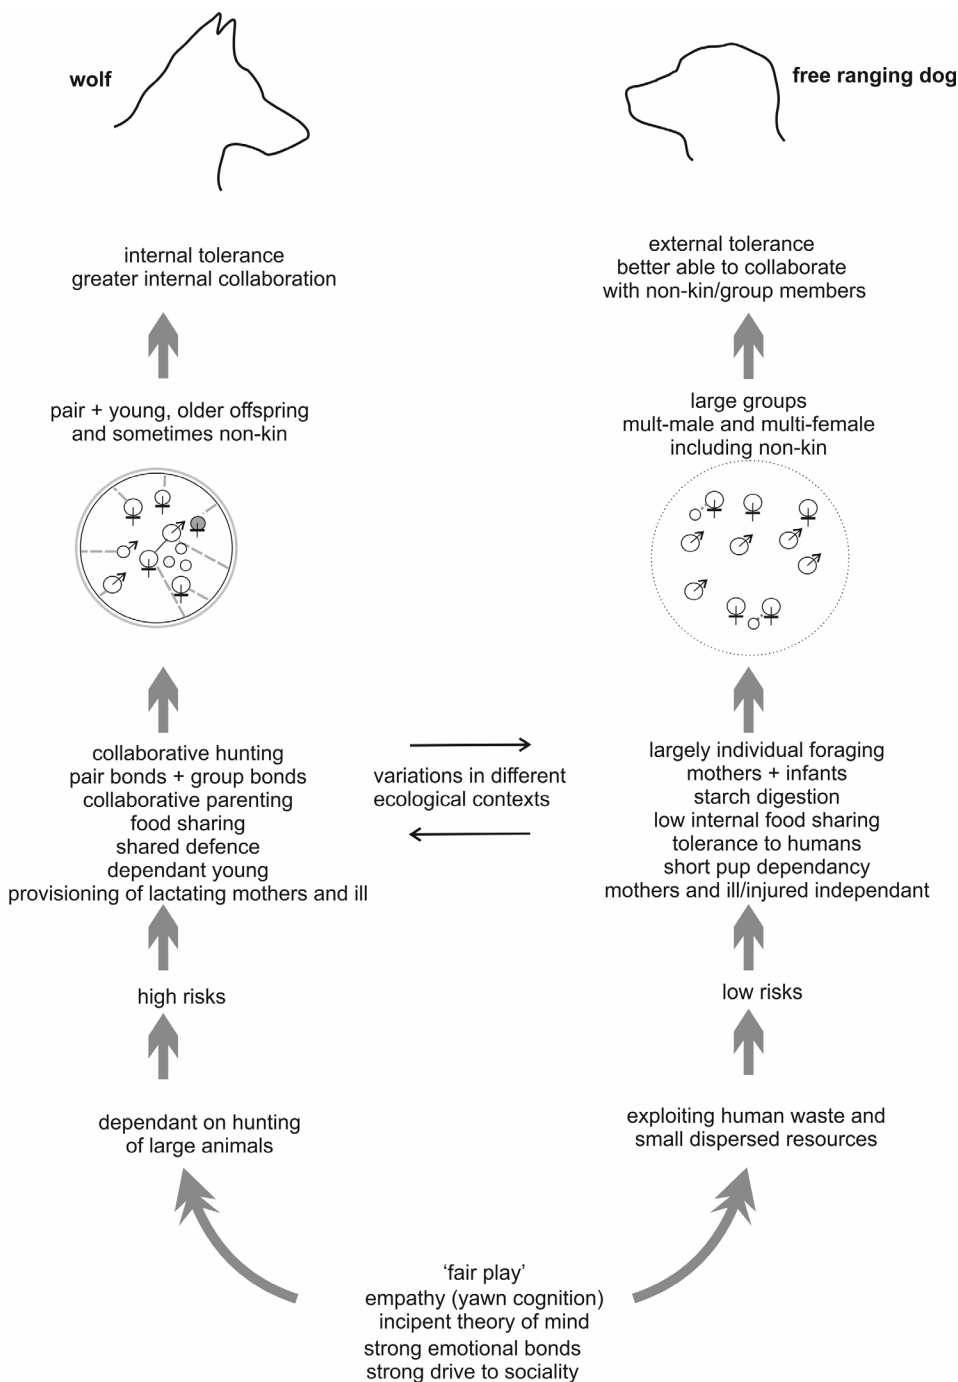 wolf
free ranging dog
internal tolerance
greater internal collaboration
external tolerance
better able to collaborate
with non-kin/group members
pair + young, older offspring
and sometimes non-kin
large groups
mult-male and multi-female
including non-kin
collaborative hunting
pair bonds + group bonds
collaborative parenting
food sharing
shared defence
dependant young
provisioning of lactating mothers and ill
variations in different
ecological contexts
largely individual foraging
mothers + infants
starch digestion
low internal food sharing
tolerance to humans
short pup dependancy
mothers and ill/injured independant
high risks
low risks
dependant on hunting
of large animals
exploiting human waste and
small dispersed resources
‘fair play’
empathy (yawn cognition)
incipent theory of mind
strong emotional bonds
strong drive to sociality